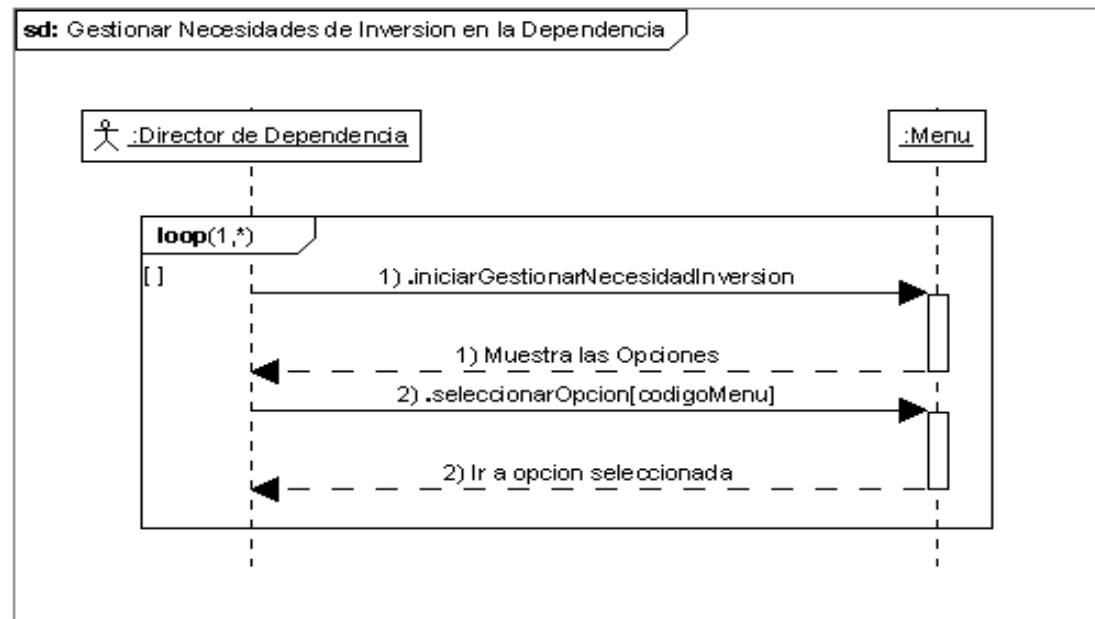 sd: Gestionar Necesidades de Inversion en la Dependencia
:Director de Dependencia
:Menu
loop(1,*)
[ ]
1) .iniciarGestionarNecesidadInversion
1) Muestra las Opciones
2) .seleccionarOpcion[codigoMenu]
2) Ir a opcion seleccionada